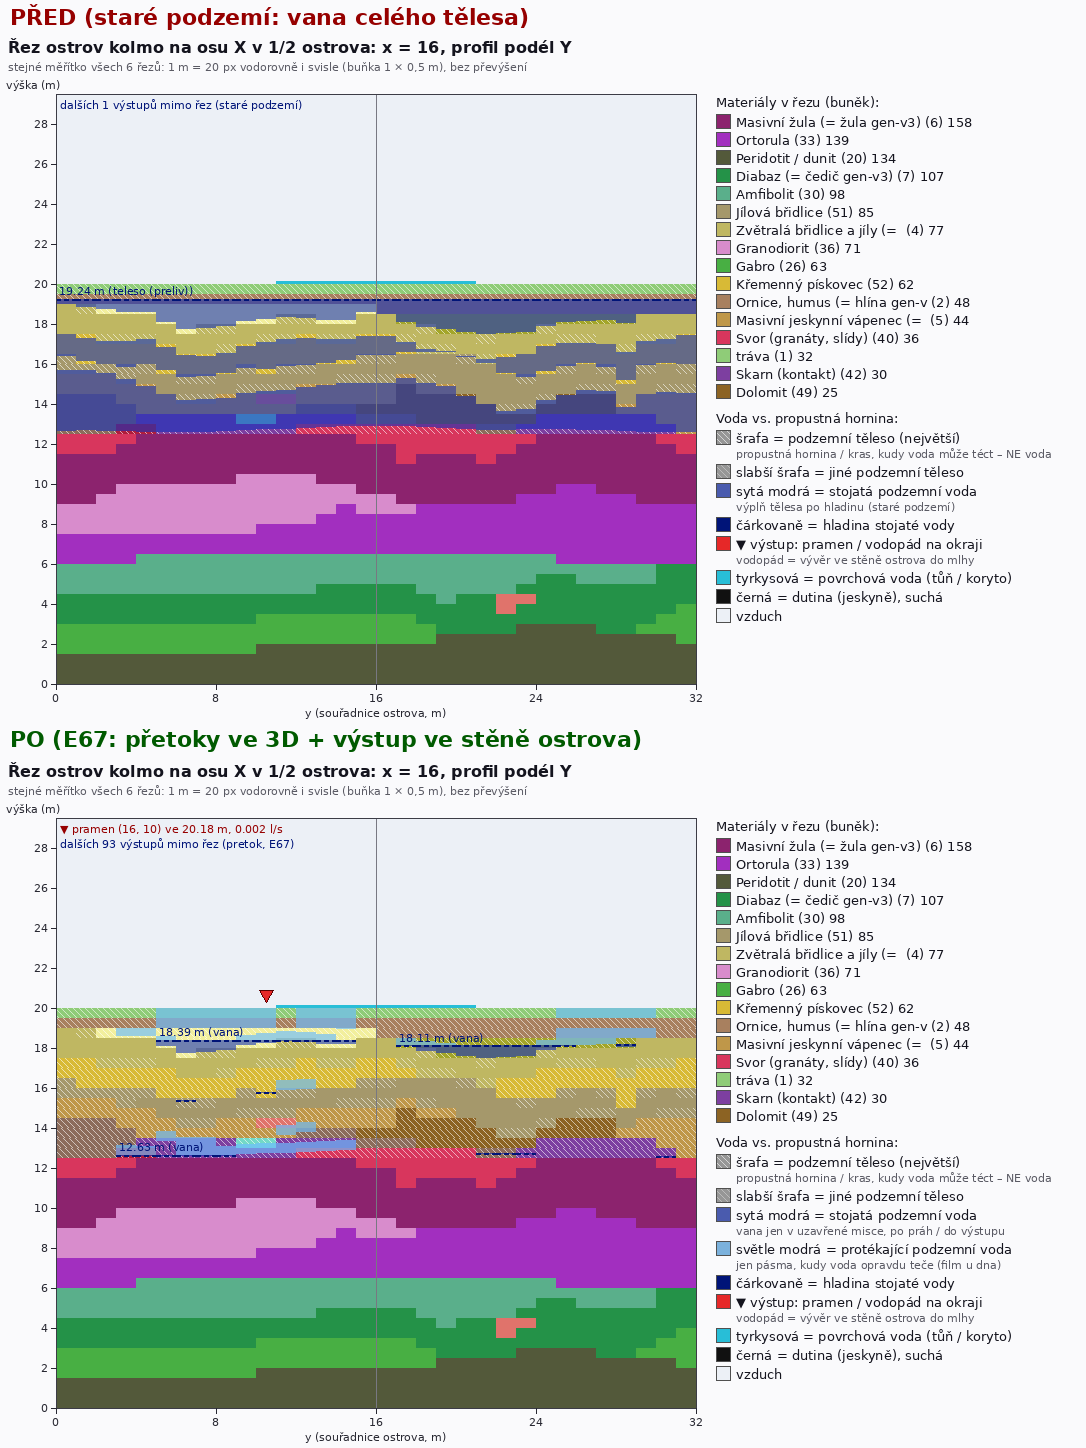 PŘED (staré podzemí: vana celého tělesa)
Řez ostrov kolmo na osu X v 1/2 ostrova: x = 16, profil podél Y
stejné měřítko všech 6 řezů: 1 m = 20 px vodorovně i svisle (buňka 1 × 0,5 m), bez převýšení
výška (m)
dalších 1 výstupů mimo řez (staré podzemí)
28
26
24
22
20
19.24 m (teleso (preliv))
18
16
14
12
10
8
6
4
2
0
0
8
16
24
32
y (souřadnice ostrova, m)
Materiály v řezu (buněk):
Masivní žula (= žula gen-v3) (6) 158
Ortorula (33) 139
Peridotit / dunit (20) 134
Diabaz (= čedič gen-v3) (7) 107
Amfibolit (30) 98
Jílová břidlice (51) 85
Zvětralá břidlice a jíly (=  (4) 77
Granodiorit (36) 71
Gabro (26) 63
Křemenný pískovec (52) 62
Ornice, humus (= hlína gen-v (2) 48
Masivní jeskynní vápenec (=  (5) 44
Svor (granáty, slídy) (40) 36
tráva (1) 32
Skarn (kontakt) (42) 30
Dolomit (49) 25
Voda vs. propustná hornina:
šrafa = podzemní těleso (největší)
propustná hornina / kras, kudy voda může téct – NE voda
slabší šrafa = jiné podzemní těleso
sytá modrá = stojatá podzemní voda
výplň tělesa po hladinu (staré podzemí)
čárkovaně = hladina stojaté vody
▼ výstup: pramen / vodopád na okraji
vodopád = vývěr ve stěně ostrova do mlhy
tyrkysová = povrchová voda (tůň / koryto)
černá = dutina (jeskyně), suchá
vzduch
PO (E67: přetoky ve 3D + výstup ve stěně ostrova)
Řez ostrov kolmo na osu X v 1/2 ostrova: x = 16, profil podél Y
stejné měřítko všech 6 řezů: 1 m = 20 px vodorovně i svisle (buňka 1 × 0,5 m), bez převýšení
výška (m)
▼ pramen (16, 10) ve 20.18 m, 0.002 l/s
dalších 93 výstupů mimo řez (pretok, E67)
28
26
24
22
20
18.39 m (vana)
18.11 m (vana)
18
16
14
12.63 m (vana)
12
10
8
6
4
2
0
0
8
16
24
32
y (souřadnice ostrova, m)
Materiály v řezu (buněk):
Masivní žula (= žula gen-v3) (6) 158
Ortorula (33) 139
Peridotit / dunit (20) 134
Diabaz (= čedič gen-v3) (7) 107
Amfibolit (30) 98
Jílová břidlice (51) 85
Zvětralá břidlice a jíly (=  (4) 77
Granodiorit (36) 71
Gabro (26) 63
Křemenný pískovec (52) 62
Ornice, humus (= hlína gen-v (2) 48
Masivní jeskynní vápenec (=  (5) 44
Svor (granáty, slídy) (40) 36
tráva (1) 32
Skarn (kontakt) (42) 30
Dolomit (49) 25
Voda vs. propustná hornina:
šrafa = podzemní těleso (největší)
propustná hornina / kras, kudy voda může téct – NE voda
slabší šrafa = jiné podzemní těleso
sytá modrá = stojatá podzemní voda
vana jen v uzavřené misce, po práh / do výstupu
světle modrá = protékající podzemní voda
jen pásma, kudy voda opravdu teče (film u dna)
čárkovaně = hladina stojaté vody
▼ výstup: pramen / vodopád na okraji
vodopád = vývěr ve stěně ostrova do mlhy
tyrkysová = povrchová voda (tůň / koryto)
černá = dutina (jeskyně), suchá
vzduch